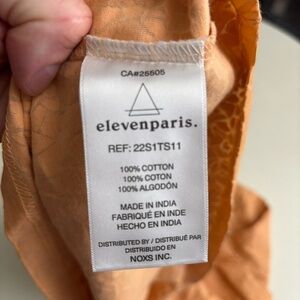 CA#25505
elevenparis.
REF: 22S1TS11
100% COTTON
100% COTON
100% ALGODÓN
MADE IN INDIA
FABRIQUÉ EN INDE
HECHO EN INDIA
DISTRIBUTED BY / DISTRIBUÉ PAR
DISTRIBUIDO EN
NOXS INC.